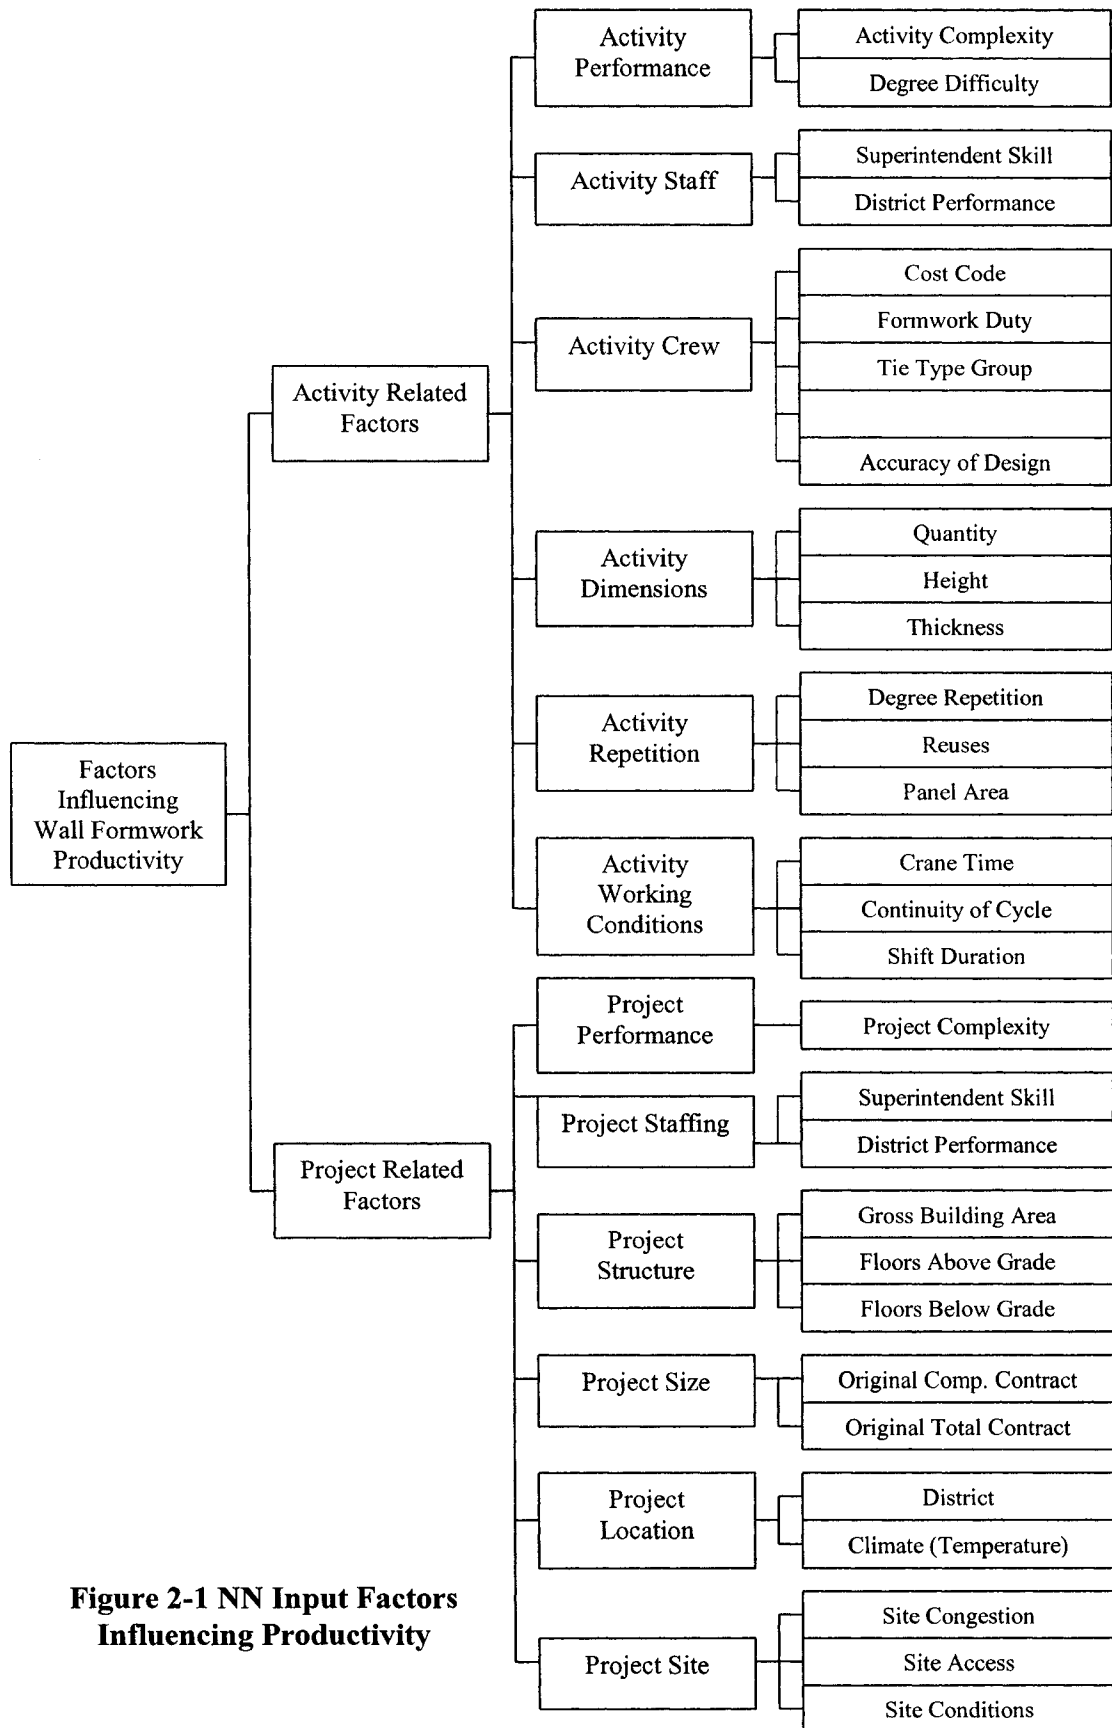 Activity
Performance
Activity Complexity
Degree Difficulty
Activity Staff
Superintendent Skill
District Performance
Activity Crew
Cost Code
Formwork Duty
Tie Type Group
Accuracy of Design
Activity Related
Factors
Activity
Dimensions
Quantity
Height
Thickness
Activity
Repetition
Degree Repetition
Reuses
Panel Area
Factors
Influencing
Wall Formwork
Productivity
Activity
Working
Conditions
Crane Time
Continuity of Cycle
Shift Duration
Project
Performance
Project Complexity
Project Staffing
Superintendent Skill
District Performance
Project Related
Factors
Project
Structure
Gross Building Area
Floors Above Grade
Floors Below Grade
Project Size
Original Comp. Contract
Original Total Contract
Project
Location
District
Climate (Temperature)
Project Site
Site Congestion
Site Access
Site Conditions
Figure 2-1 NN Input Factors
Influencing Productivity